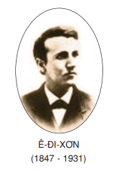 Ê-ĐI-XƠN
(1847 - 1931)